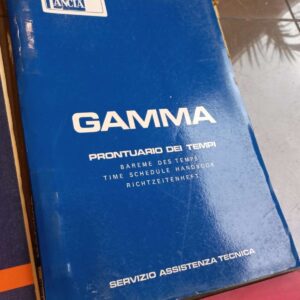 LANCIA
GAMMA
PRONTUARIO DEI TEMPI
BAREME DES TEMPS
TIME SCHEDULE HANDBOOK
RICHTZEITENHEFT
SERVIZIO ASSISTENZA TECNICA